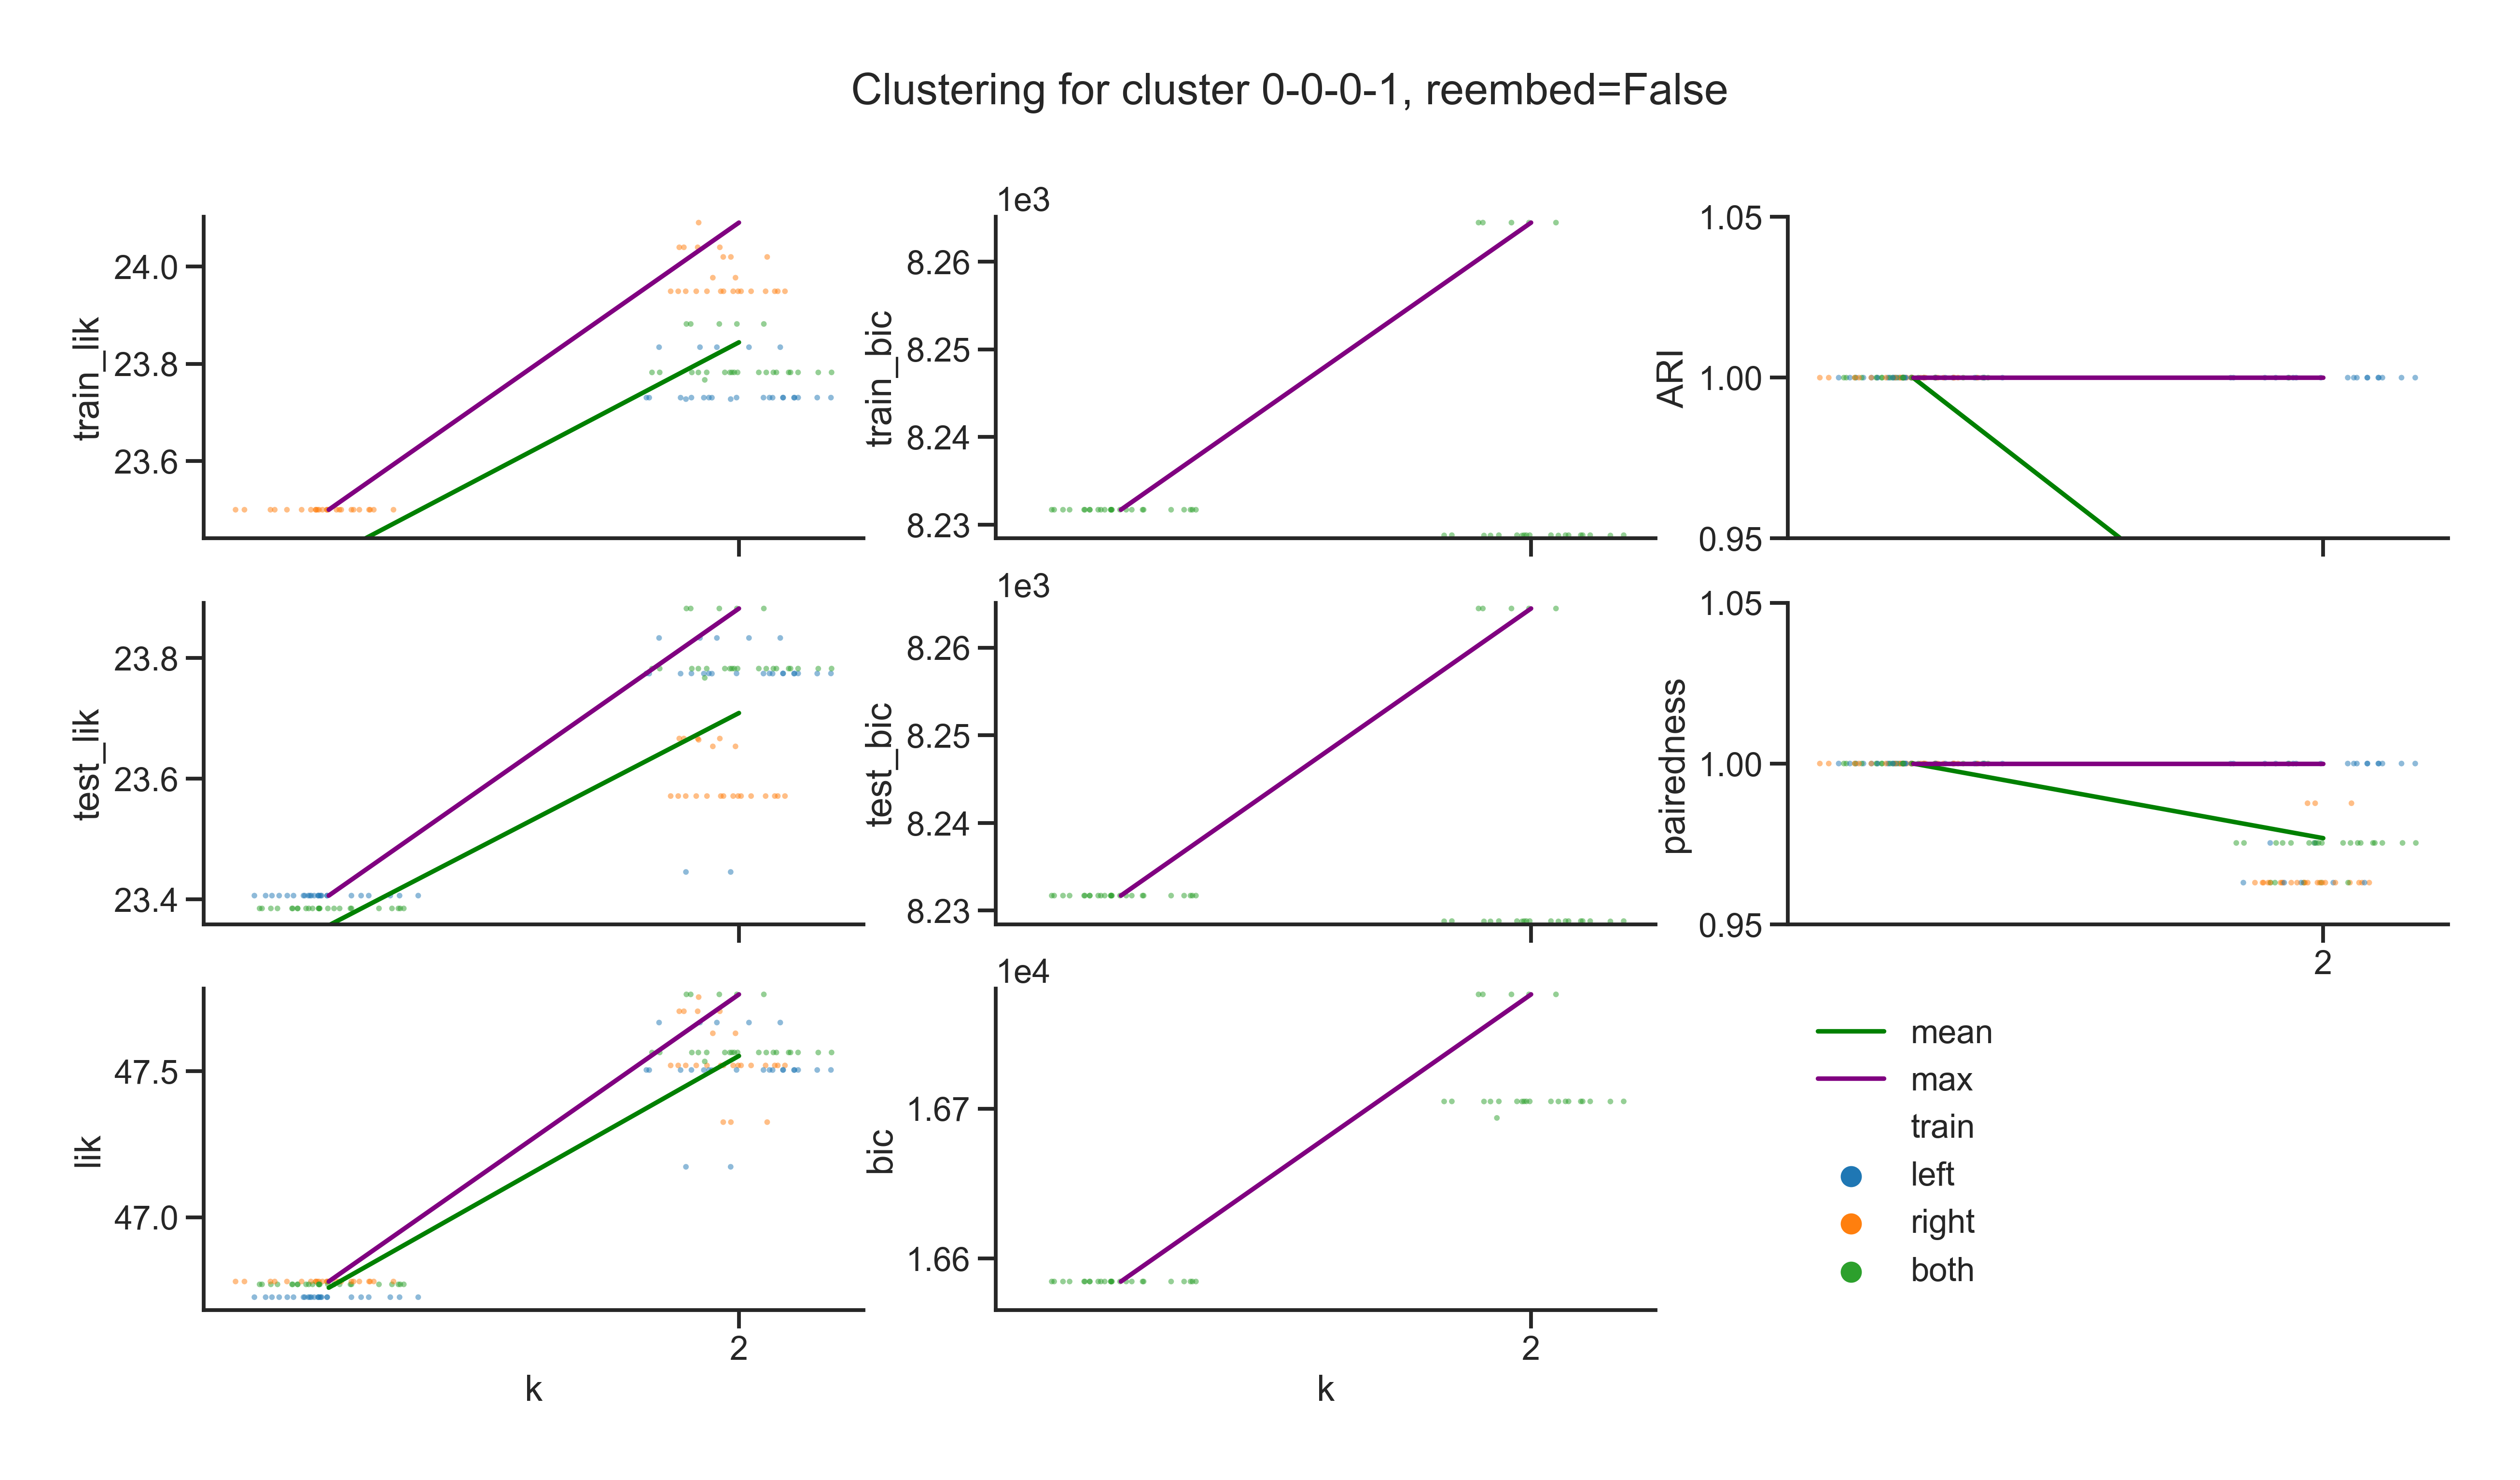 Clustering for cluster 0-0-0-1, reembed=False
train_lik
24.0
23.8
23.6
1e3
train_bic
8.26
8.25
8.24
8.23
ARI
1.05
1.00
0.95
test_lik
23.8
23.6
23.4
1e3
test_bic
8.26
8.25
8.24
8.23
pairedness
1.05
1.00
0.95
2
lik
47.5
47.0
2
k
1e4
bic
1.67
1.66
2
k
mean
max
train
left
right
both